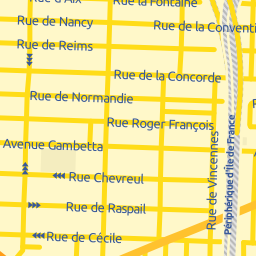 Rue d'Aix
Rue la Fontaine
Rue de Nancy
Rue de la Conventi
Rue de Reims
Rue de la Concorde
Rue de Normandie
Rue Roger François
Avenue Gambetta
Rue Chevreul
Rue de Raspail
Rue de Cécile
Rue de Vincennes
Périphérique d'Île de France